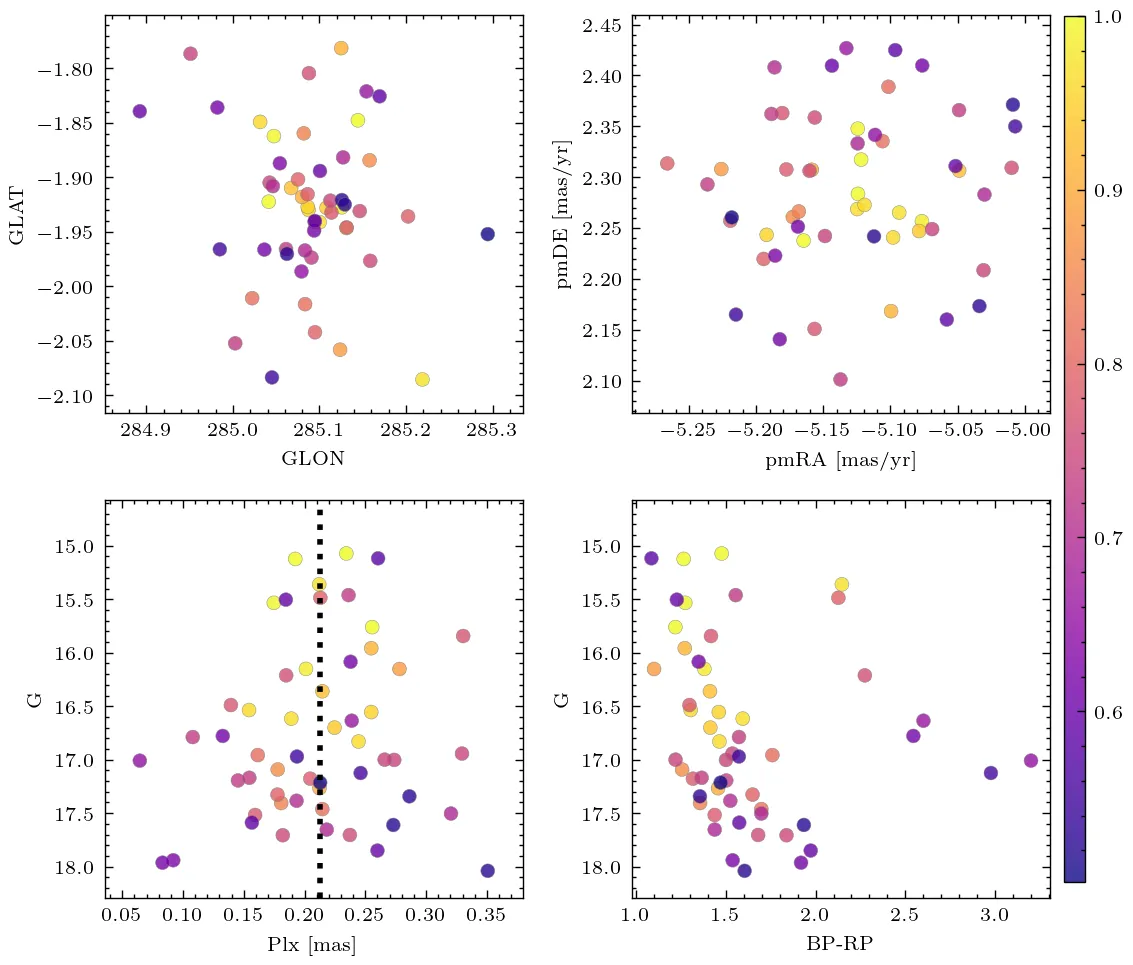 −1.80
−1.85
−1.90
−1.95
−2.00
−2.05
−2.10
GLAT
284.9 285.0 285.1 285.2 285.3
GLON
2.45
2.40
2.35
2.30
2.25
2.20
2.15
2.10
pmDE [mas/yr]
−5.25 −5.20 −5.15 −5.10 −5.05 −5.00
pmRA [mas/yr]
1.0
0.9
0.8
0.7
0.6
15.0
15.5
16.0
16.5
17.0
17.5
18.0
G
0.05 0.10 0.15 0.20 0.25 0.30 0.35
Plx [mas]
15.0
15.5
16.0
16.5
17.0
17.5
18.0
G
1.0 1.5 2.0 2.5 3.0
BP-RP